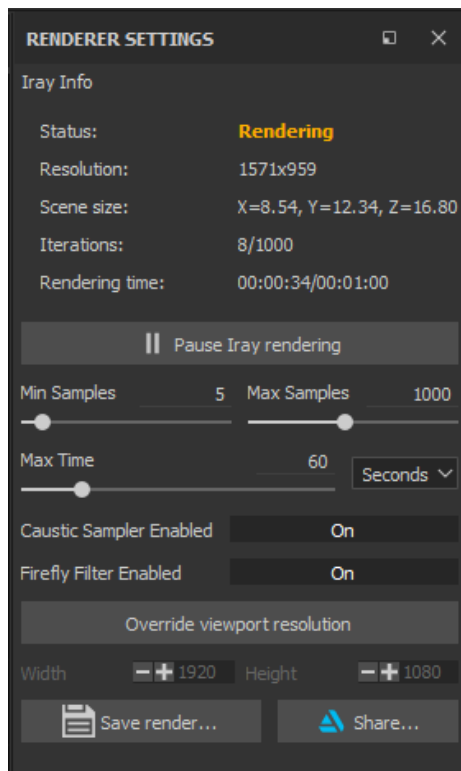 RENDERER SETTINGS
Iray Info
Status: Rendering
Resolution: 1571x959
Scene size: X=8.54, Y=12.34, Z=16.80
Iterations: 8/1000
Rendering time: 00:00:34/00:01:00
Pause Iray rendering
Min Samples 5 Max Samples 1000
Max Time 60 Seconds
Caustic Sampler Enabled On
Firefly Filter Enabled On
Override viewport resolution
Width 1920 Height 1080
Save render... Share...